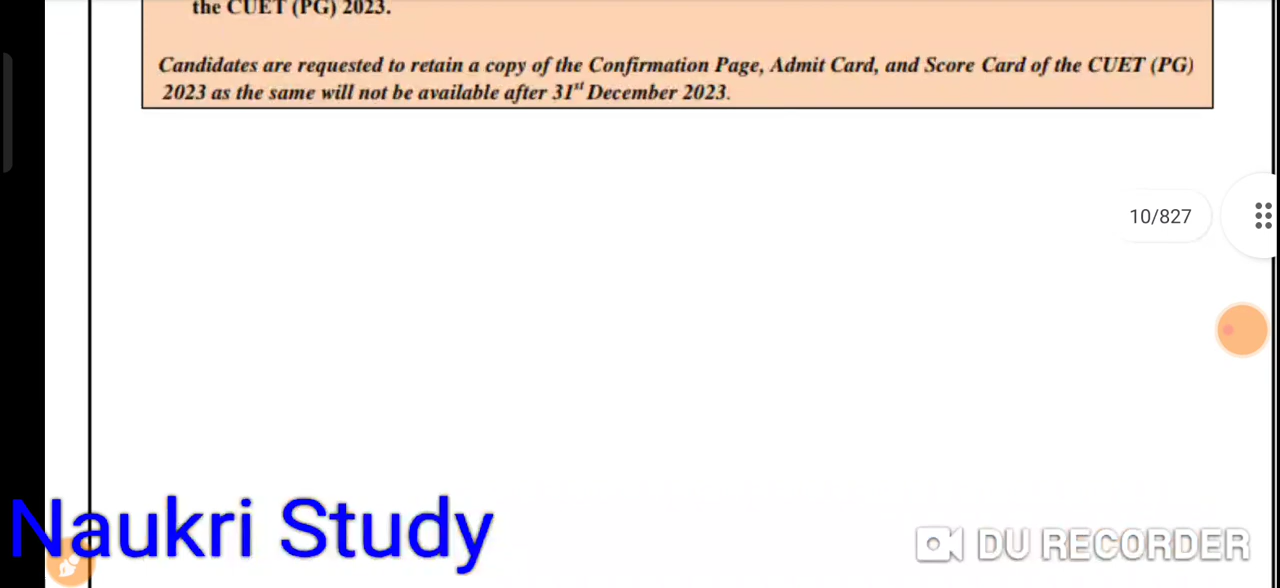 the CUET (PG) 2023.
Candidates are requested to retain a copy of the Confirmation Page, Admit Card, and Score Card of the CUET (PG)
2023 as the same will not be available after 31st December 2023.
10/827
Naukri Study
DU RECORDER